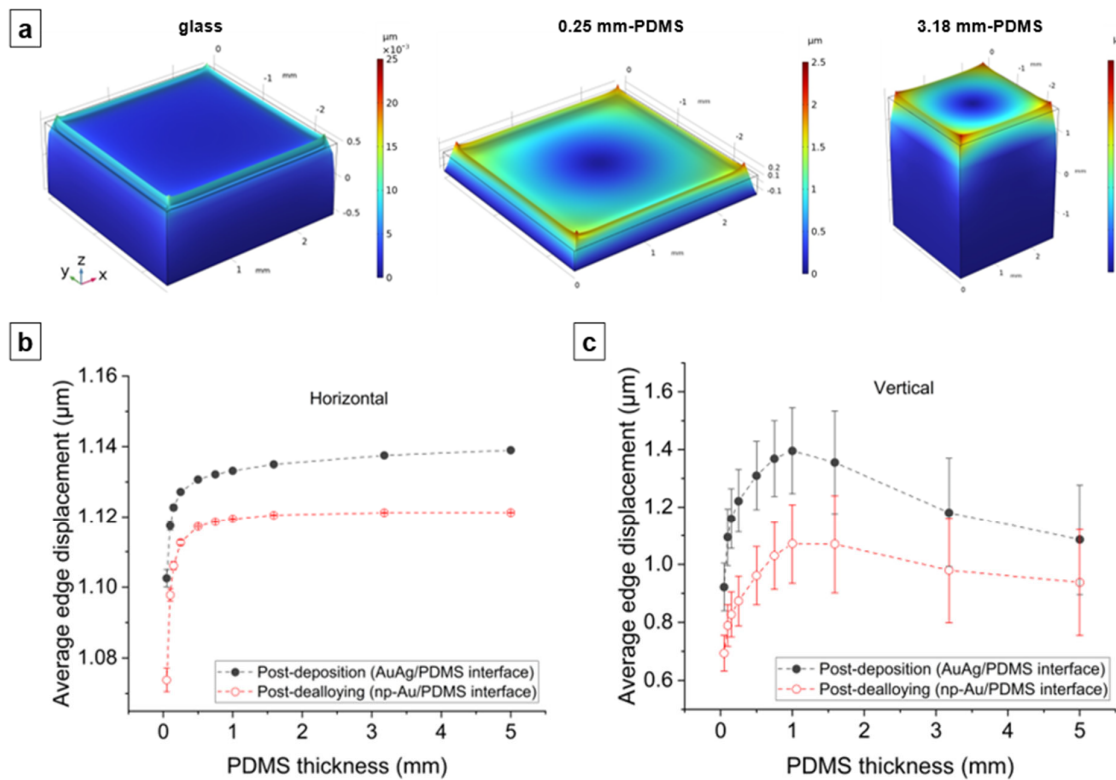 a
glass
0.25 mm-PDMS
3.18 mm-PDMS
µm
×10⁻³
25
20
15
10
5
0
0
-1
mm
-2
0.5
0
-0.5
2
1
mm
z
y
x
µm
2.5
2
1.5
1
0.5
0
0
-1
mm
-2
0.2
0.1
-0.1
2
1
mm
0
0
-1
mm
-2
1
0
mm
-1
2
1
mm
0
b
Horizontal
Average edge displacement (µm)
1.16
1.14
1.12
1.10
1.08
Post-deposition (AuAg/PDMS interface)
Post-dealloying (np-Au/PDMS interface)
0 1 2 3 4 5
PDMS thickness (mm)
c
Vertical
Average edge displacement (µm)
1.6
1.4
1.2
1.0
0.8
0.6
Post-deposition (AuAg/PDMS interface)
Post-dealloying (np-Au/PDMS interface)
0 1 2 3 4 5
PDMS thickness (mm)